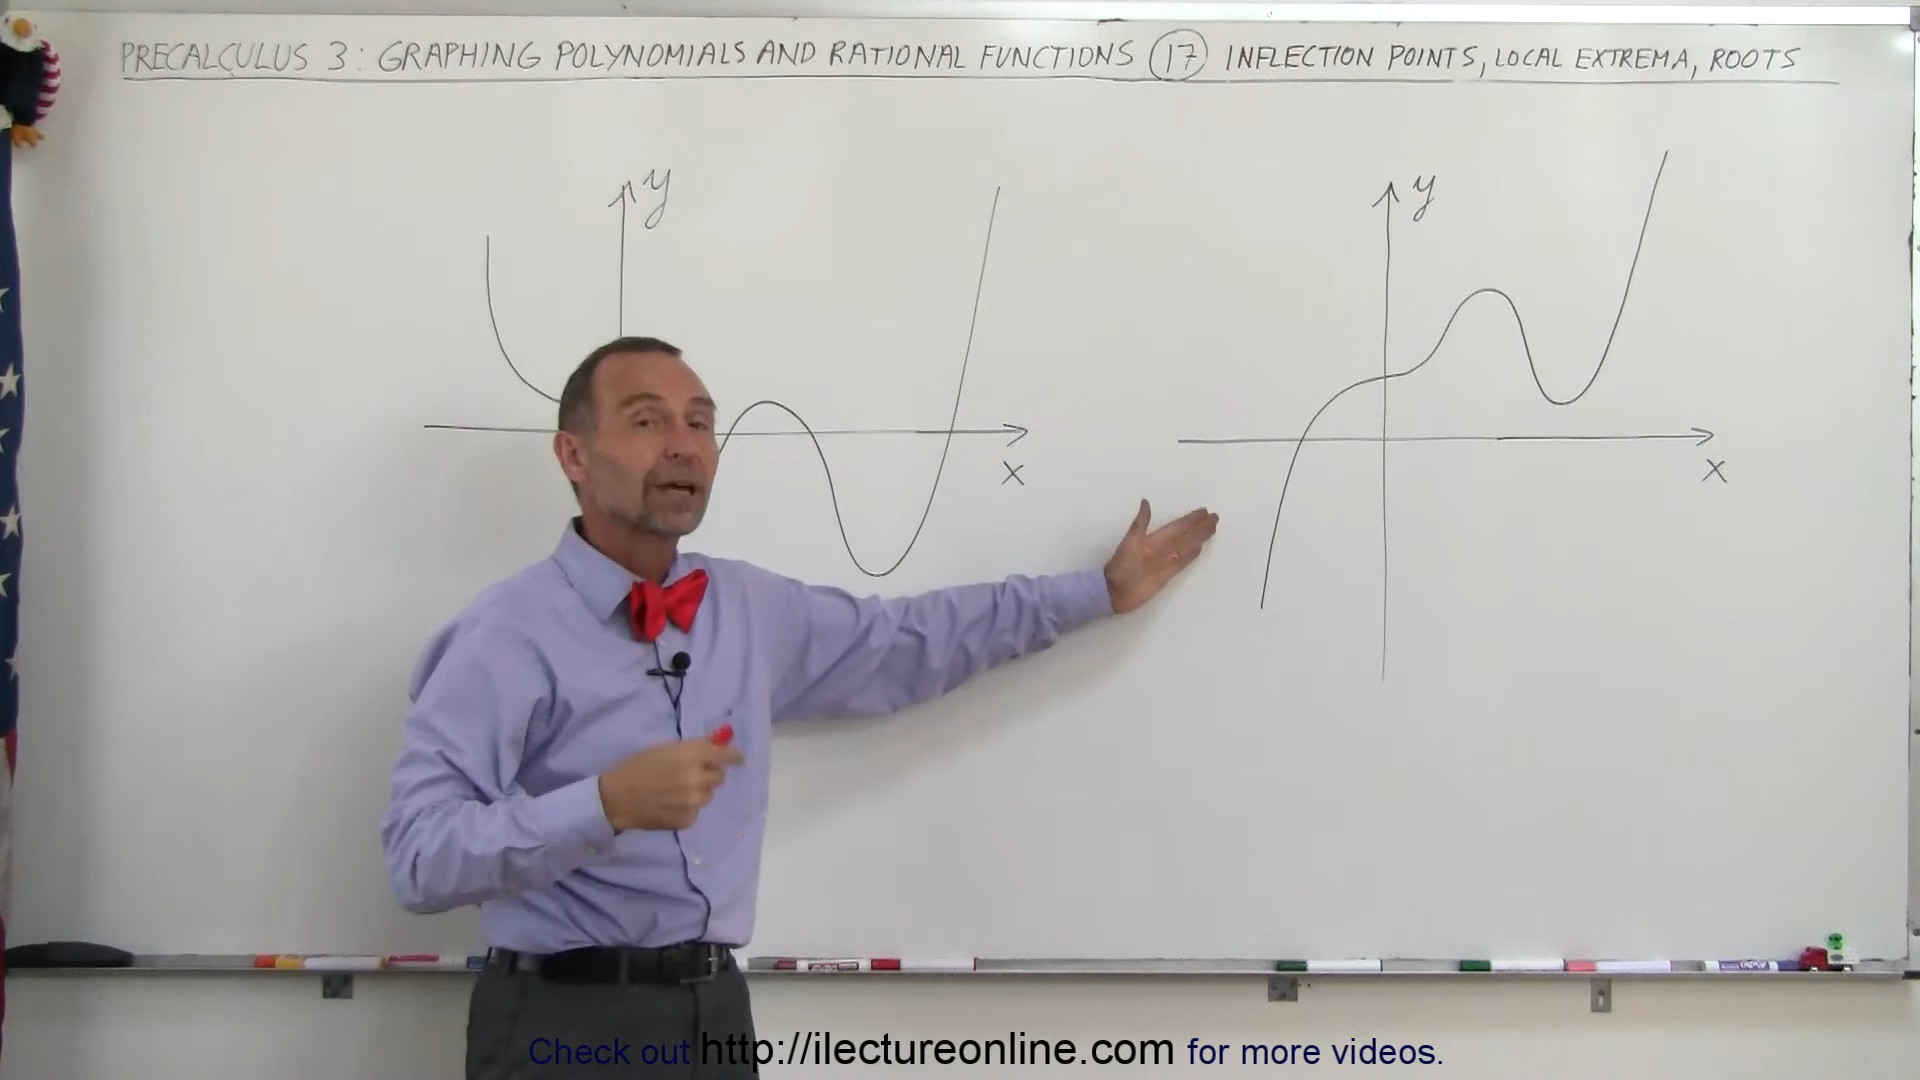 PRECALCULUS 3: GRAPHING POLYNOMIALS AND RATIONAL FUNCTIONS 17 INFLECTION POINTS, LOCAL EXTREMA, ROOTS
y
x
y
x
Check out http://ilectureonline.com for more videos.